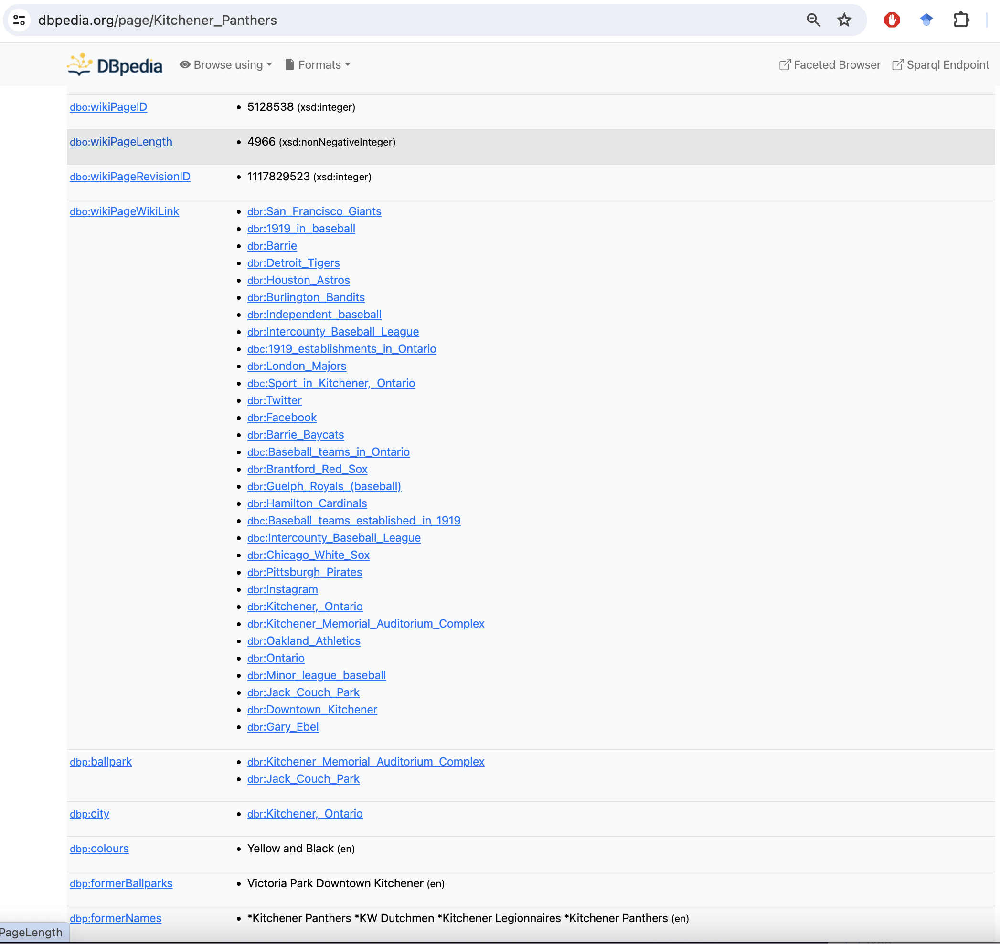 dbpedia.org/page/Kitchener_Panthers
DBpedia Browse using Formats Faceted Browser Sparql Endpoint
dbo:wikiPageID 5128538 (xsd:integer)
dbo:wikiPageLength 4966 (xsd:nonNegativeInteger)
dbo:wikiPageRevisionID 1117829523 (xsd:integer)
dbo:wikiPageWikiLink dbr:San_Francisco_Giants
dbr:1919_in_baseball
dbr:Barrie
dbr:Detroit_Tigers
dbr:Houston_Astros
dbr:Burlington_Bandits
dbr:Independent_baseball
dbr:Intercounty_Baseball_League
dbc:1919_establishments_in_Ontario
dbr:London_Majors
dbc:Sport_in_Kitchener,_Ontario
dbr:Twitter
dbr:Facebook
dbr:Barrie_Baycats
dbc:Baseball_teams_in_Ontario
dbr:Brantford_Red_Sox
dbr:Guelph_Royals_(baseball)
dbr:Hamilton_Cardinals
dbc:Baseball_teams_established_in_1919
dbc:Intercounty_Baseball_League
dbr:Chicago_White_Sox
dbr:Pittsburgh_Pirates
dbr:Instagram
dbr:Kitchener,_Ontario
dbr:Kitchener_Memorial_Auditorium_Complex
dbr:Oakland_Athletics
dbr:Ontario
dbr:Minor_league_baseball
dbr:Jack_Couch_Park
dbr:Downtown_Kitchener
dbr:Gary_Ebel
dbp:ballpark dbr:Kitchener_Memorial_Auditorium_Complex
dbr:Jack_Couch_Park
dbp:city dbr:Kitchener,_Ontario
dbp:colours Yellow and Black (en)
dbp:formerBallparks Victoria Park Downtown Kitchener (en)
dbp:formerNames *Kitchener Panthers *KW Dutchmen *Kitchener Legionnaires *Kitchener Panthers (en)
PageLength